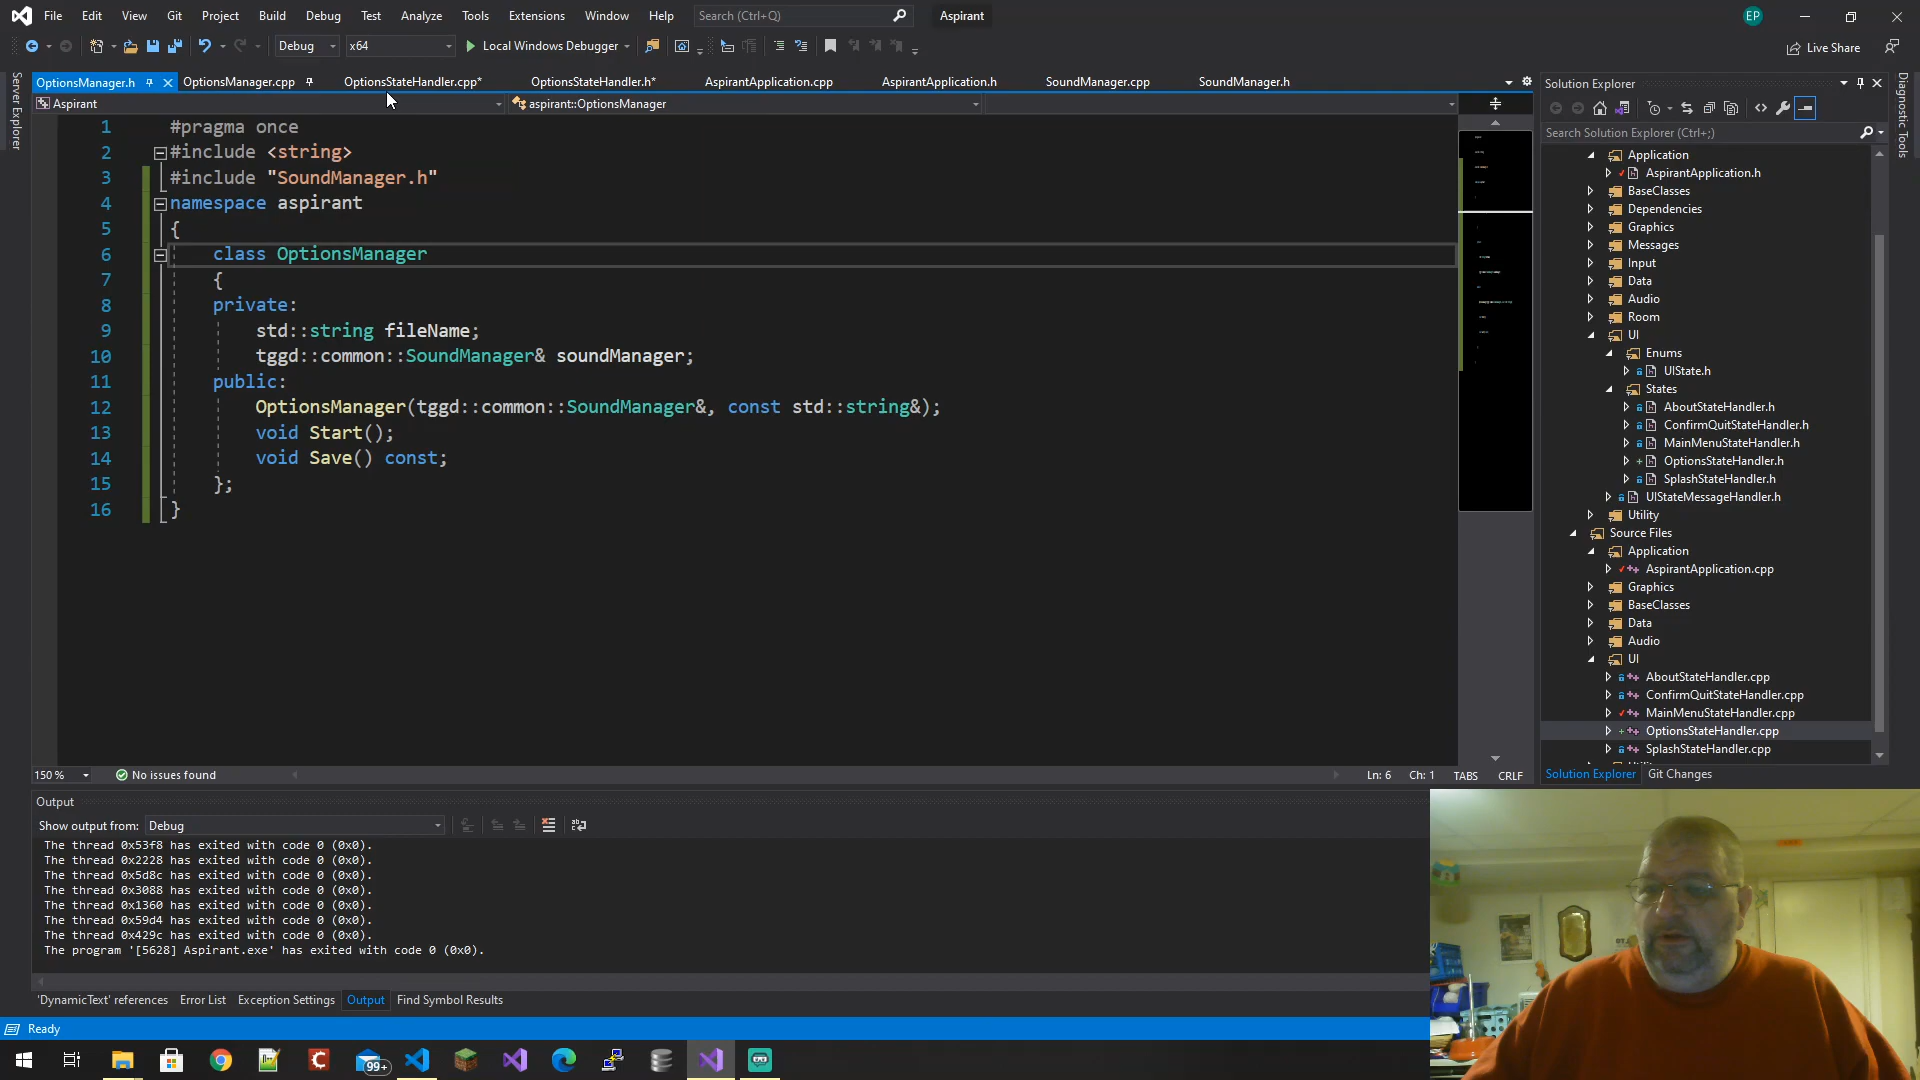 File Edit View Git Project Build Debug Test Analyze Tools Extensions Window Help Search (Ctrl+Q) Aspirant EP
Debug x64 Local Windows Debugger Live Share
OptionsManager.h OptionsManager.cpp OptionsStateHandler.cpp* OptionsStateHandler.h* AspirantApplication.cpp AspirantApplication.h SoundManager.cpp SoundManager.h
Aspirant aspirant::OptionsManager
Server Explorer
1 #pragma once
2 #include <string>
3 #include "SoundManager.h"
4 namespace aspirant
5 {
6 class OptionsManager
7 {
8 private:
9 std::string fileName;
10 tggd::common::SoundManager& soundManager;
11 public:
12 OptionsManager(tggd::common::SoundManager&, const std::string&);
13 void Start();
14 void Save() const;
15 };
16 }
150 % No issues found Ln: 6 Ch: 1 TABS CRLF
Solution Explorer
Search Solution Explorer (Ctrl+;)
Application
AspirantApplication.h
BaseClasses
Dependencies
Graphics
Messages
Input
Data
Audio
Room
UI
Enums
UIState.h
States
AboutStateHandler.h
ConfirmQuitStateHandler.h
MainMenuStateHandler.h
OptionsStateHandler.h
SplashStateHandler.h
UIStateMessageHandler.h
Utility
Source Files
Application
AspirantApplication.cpp
Graphics
BaseClasses
Data
Audio
UI
AboutStateHandler.cpp
ConfirmQuitStateHandler.cpp
MainMenuStateHandler.cpp
OptionsStateHandler.cpp
SplashStateHandler.cpp
Solution Explorer Git Changes
Diagnostic Tools
Output
Show output from: Debug
The thread 0x53f8 has exited with code 0 (0x0).
The thread 0x2228 has exited with code 0 (0x0).
The thread 0x5d8c has exited with code 0 (0x0).
The thread 0x3088 has exited with code 0 (0x0).
The thread 0x1360 has exited with code 0 (0x0).
The thread 0x59d4 has exited with code 0 (0x0).
The thread 0x429c has exited with code 0 (0x0).
The program '[5628] Aspirant.exe' has exited with code 0 (0x0).
'DynamicText' references Error List Exception Settings Output Find Symbol Results
Ready
99+